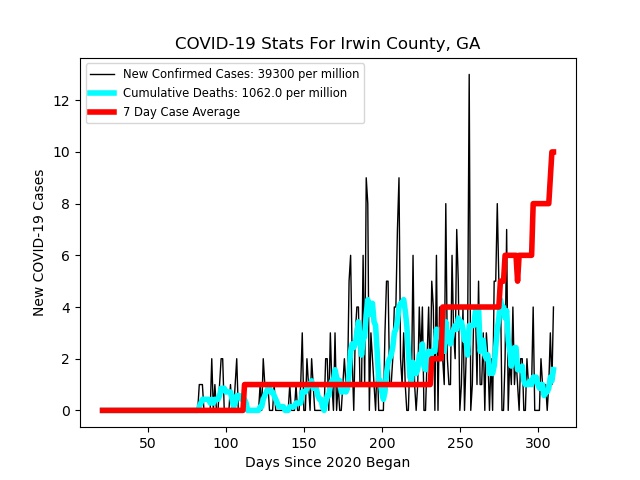 COVID-19 Stats For Irwin County, GA
New Confirmed Cases: 39300 per million
Cumulative Deaths: 1062.0 per million
7 Day Case Average
New COVID-19 Cases
12
10
8
6
4
2
0
50 100 150 200 250 300
Days Since 2020 Began